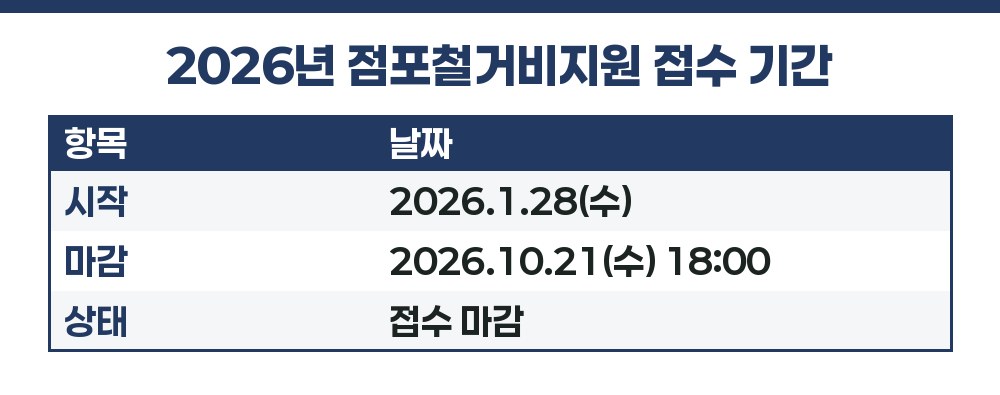 2026년 점포철거비지원 접수 기간
항목 날짜
시작 2026.1.28(수)
마감 2026.10.21(수) 18:00
상태 접수 마감